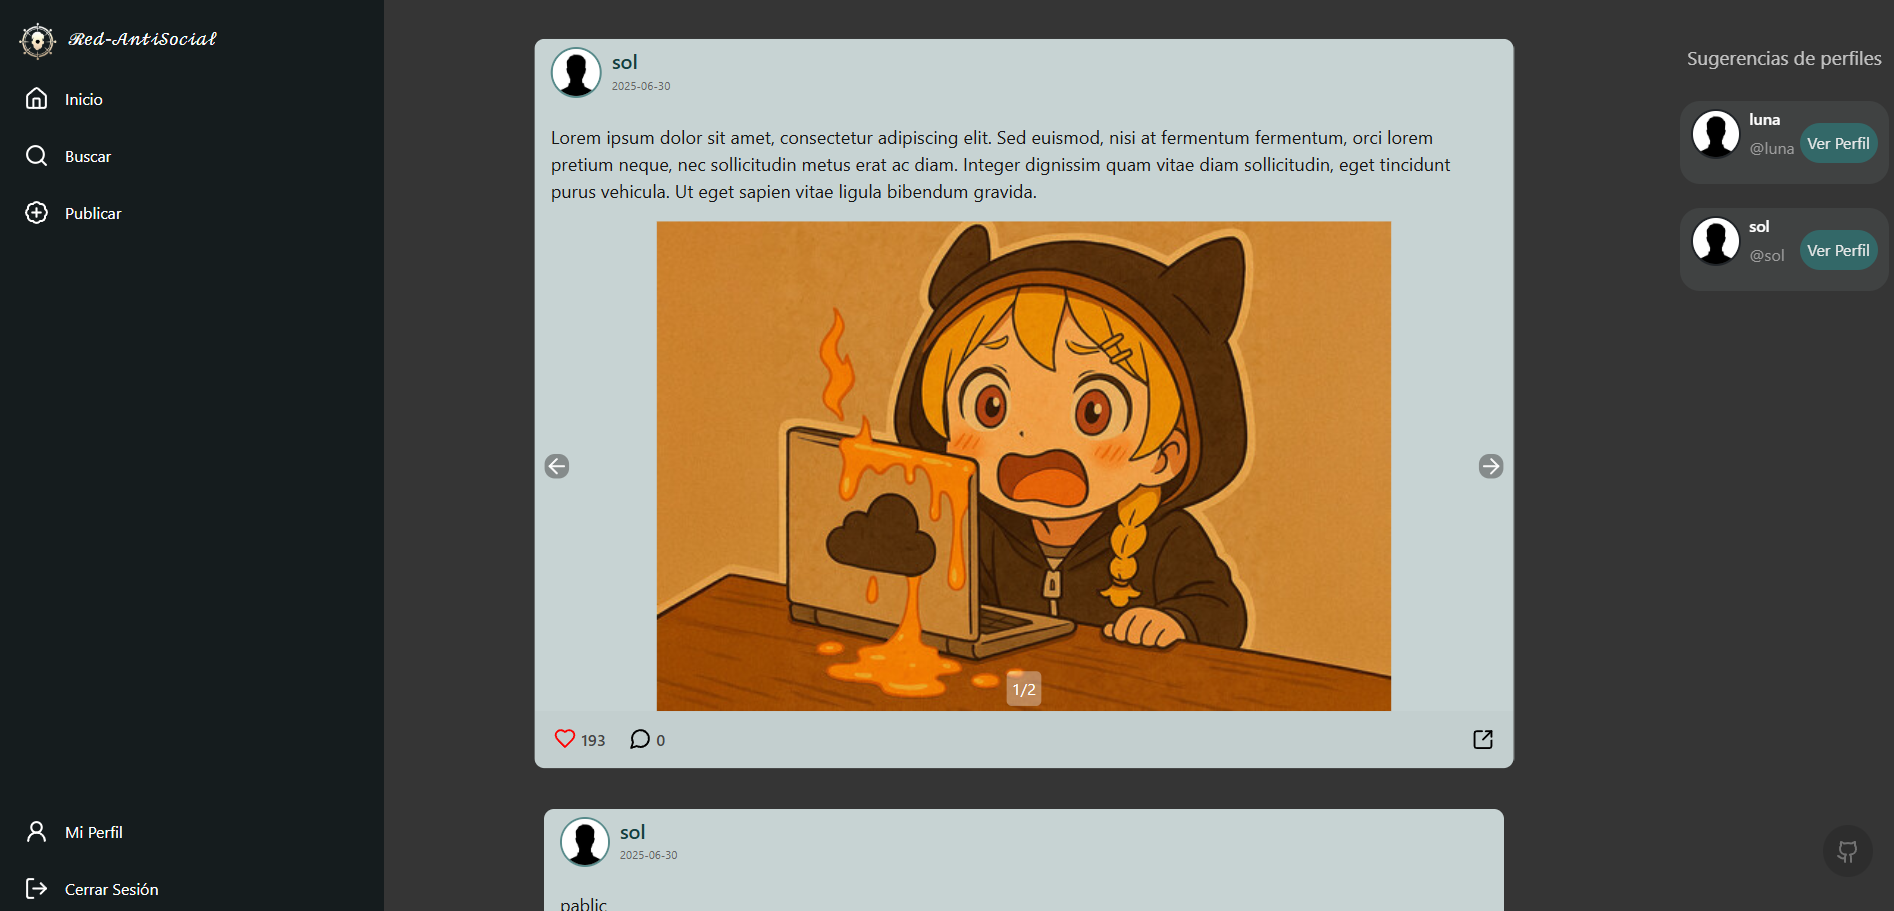 Red-AntiSocial
Inicio
Buscar
Publicar
Mi Perfil
Cerrar Sesión
sol
2025-06-30
Lorem ipsum dolor sit amet, consectetur adipiscing elit. Sed euismod, nisi at fermentum fermentum, orci lorem
pretium neque, nec sollicitudin metus erat ac diam. Integer dignissim quam vitae diam sollicitudin, eget tincidunt
purus vehicula. Ut eget sapien vitae ligula bibendum gravida.
1/2
193 0
sol
2025-06-30
pablic
Sugerencias de perfiles
luna
@luna
Ver Perfil
sol
@sol
Ver Perfil